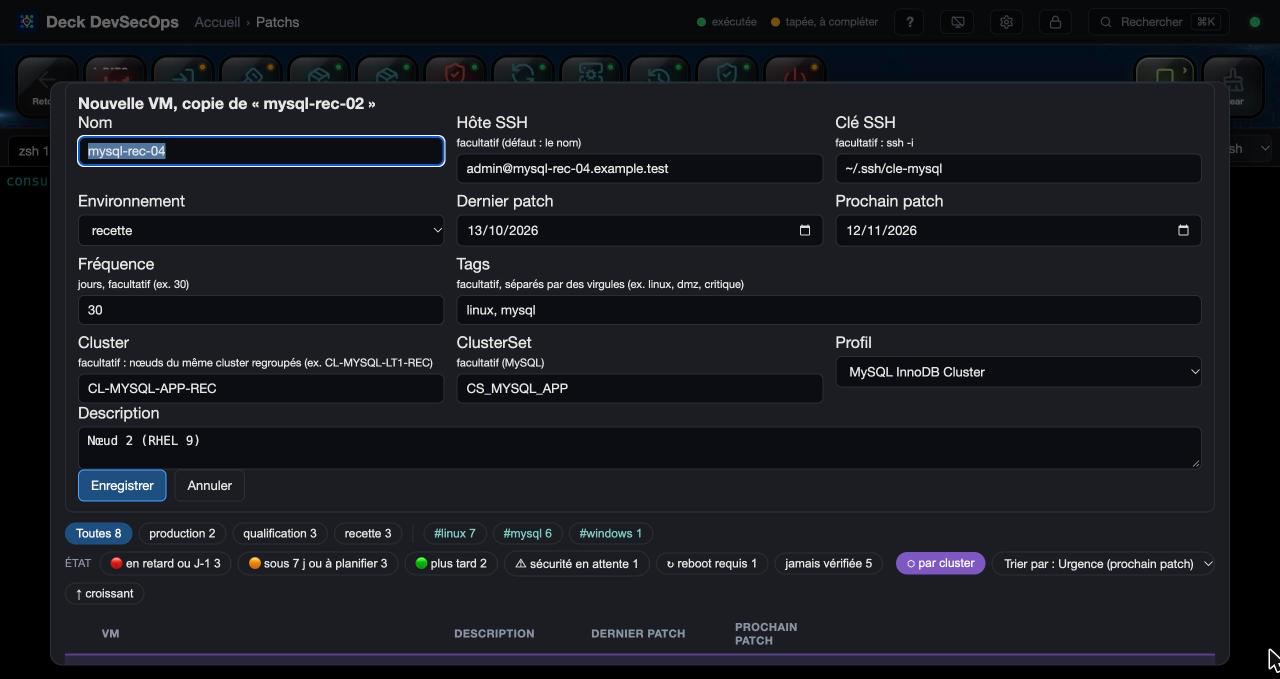 Deck DevSecOps Accueil › Patchs exécutée tapée, à compléter ? Rechercher ⌘K
zsh 1
consu
Nouvelle VM, copie de « mysql-rec-02 »
Nom
mysql-rec-04
Hôte SSH
facultatif (défaut : le nom)
admin@mysql-rec-04.example.test
Clé SSH
facultatif : ssh -i
~/.ssh/cle-mysql
Environnement
recette
Dernier patch
13/10/2026
Prochain patch
12/11/2026
Fréquence
jours, facultatif (ex. 30)
30
Tags
facultatif, séparés par des virgules (ex. linux, dmz, critique)
linux, mysql
Cluster
facultatif : nœuds du même cluster regroupés (ex. CL-MYSQL-LT1-REC)
CL-MYSQL-APP-REC
ClusterSet
facultatif (MySQL)
CS_MYSQL_APP
Profil
MySQL InnoDB Cluster
Description
Nœud 2 (RHEL 9)
Enregistrer Annuler
Toutes 8 production 2 qualification 3 recette 3 #linux 7 #mysql 6 #windows 1
ÉTAT en retard ou J-1 3 sous 7 j ou à planifier 3 plus tard 2 ⚠ sécurité en attente 1 ↻ reboot requis 1 jamais vérifiée 5 par cluster Trier par : Urgence (prochain patch)
↑ croissant
VM DESCRIPTION DERNIER PATCH PROCHAIN
PATCH